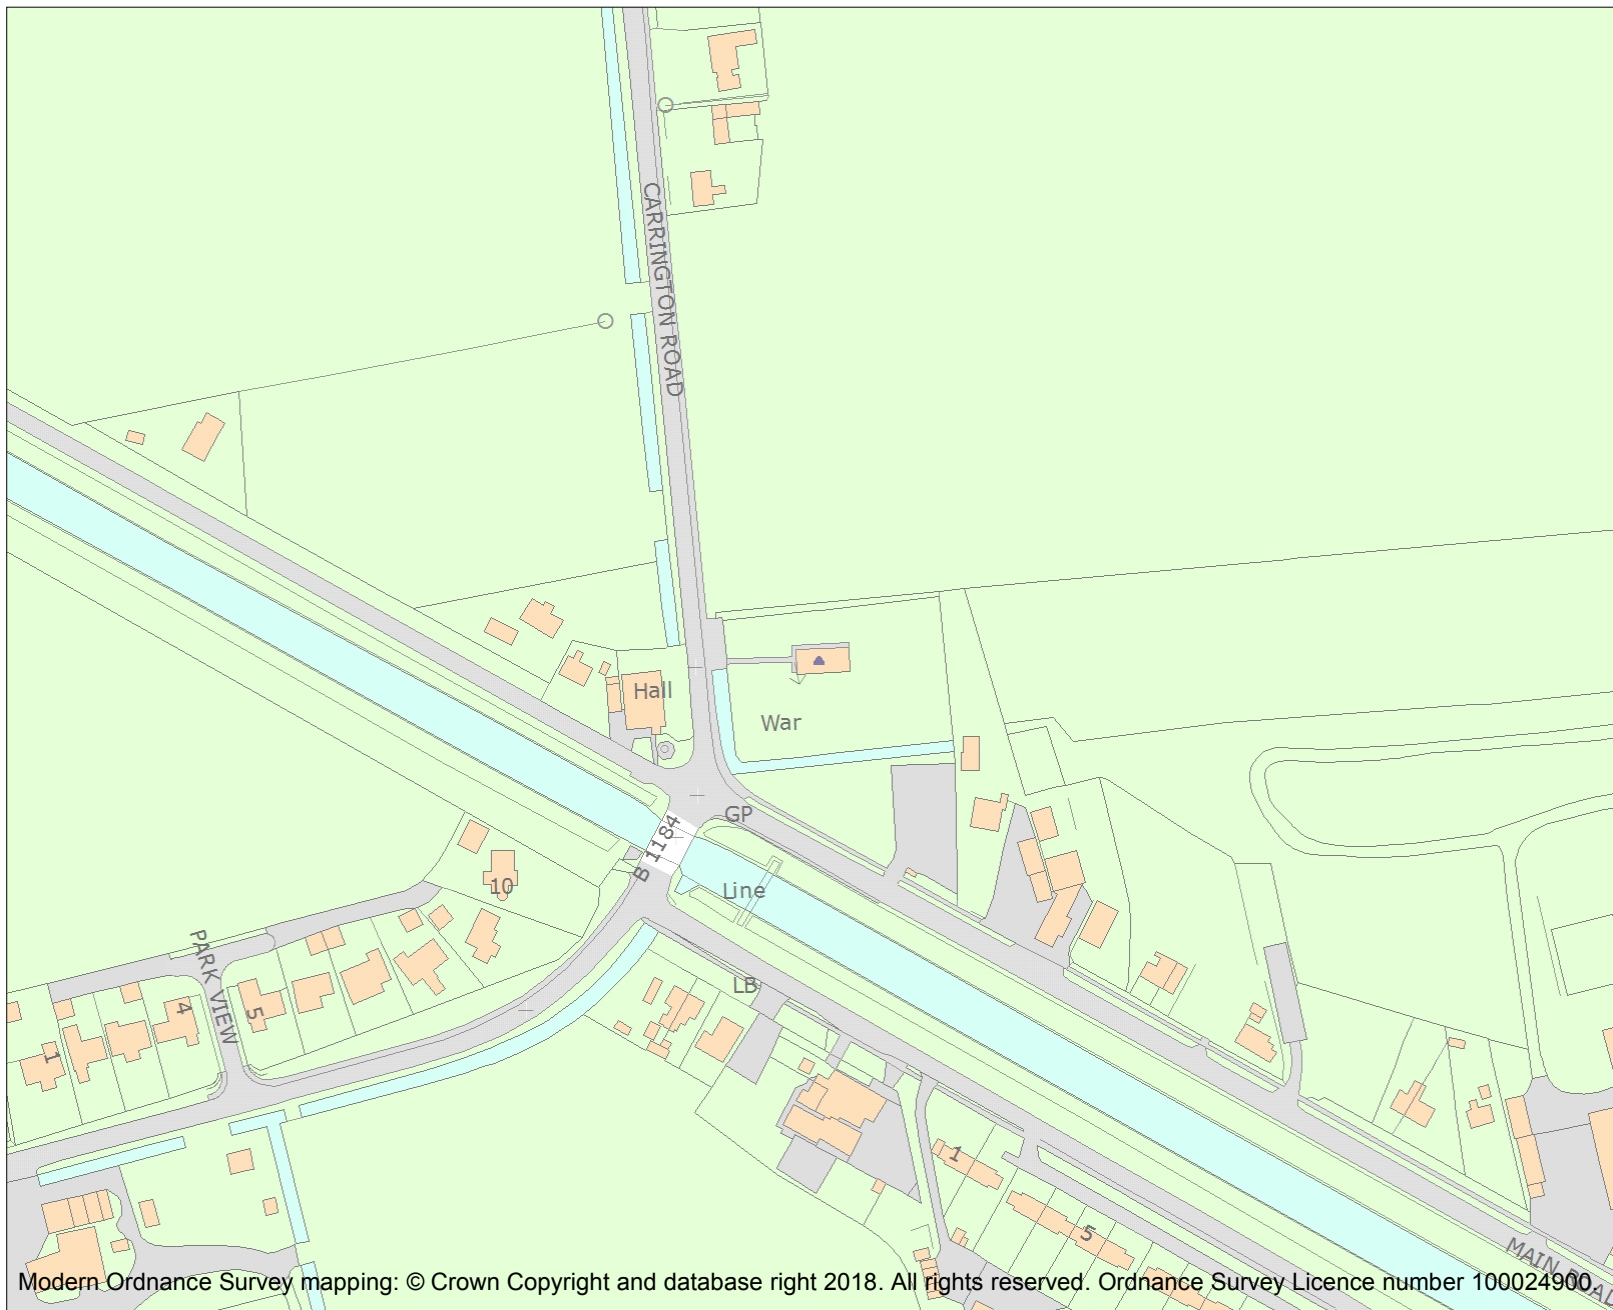 CARRINGTON ROAD
Hall
War
GP
B 1184
Line
10
PARK VIEW
LB
4
5
1
1
5
MAIN ROAD
Modern Ordnance Survey mapping: © Crown Copyright and database right 2018. All rights reserved. Ordnance Survey Licence number 100024900.